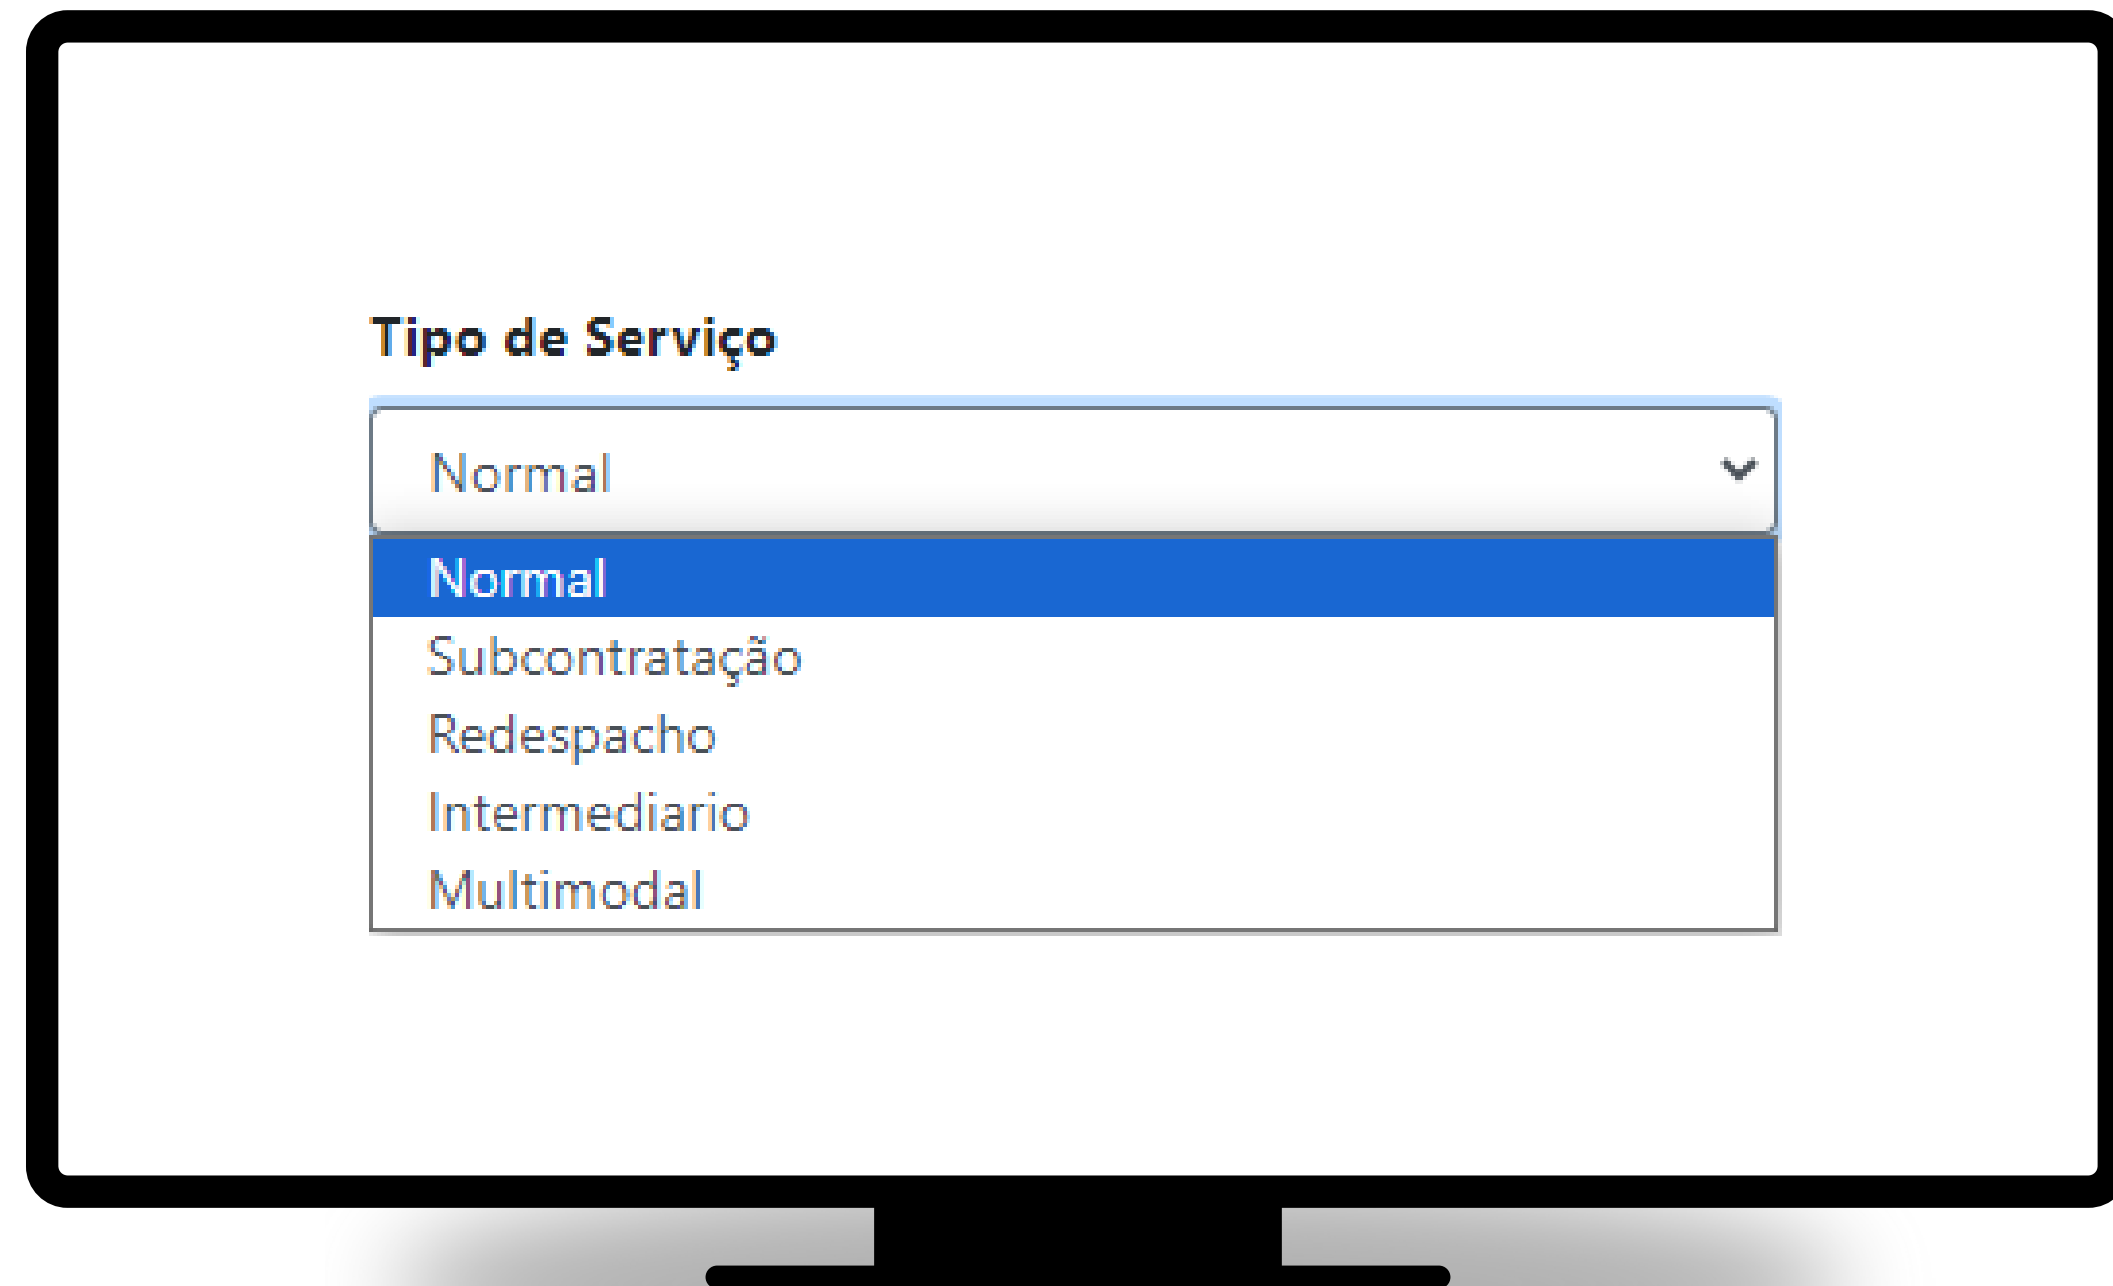 Tipo de Serviço
Normal
Normal
Subcontratação
Redespacho
Intermediario
Multimodal